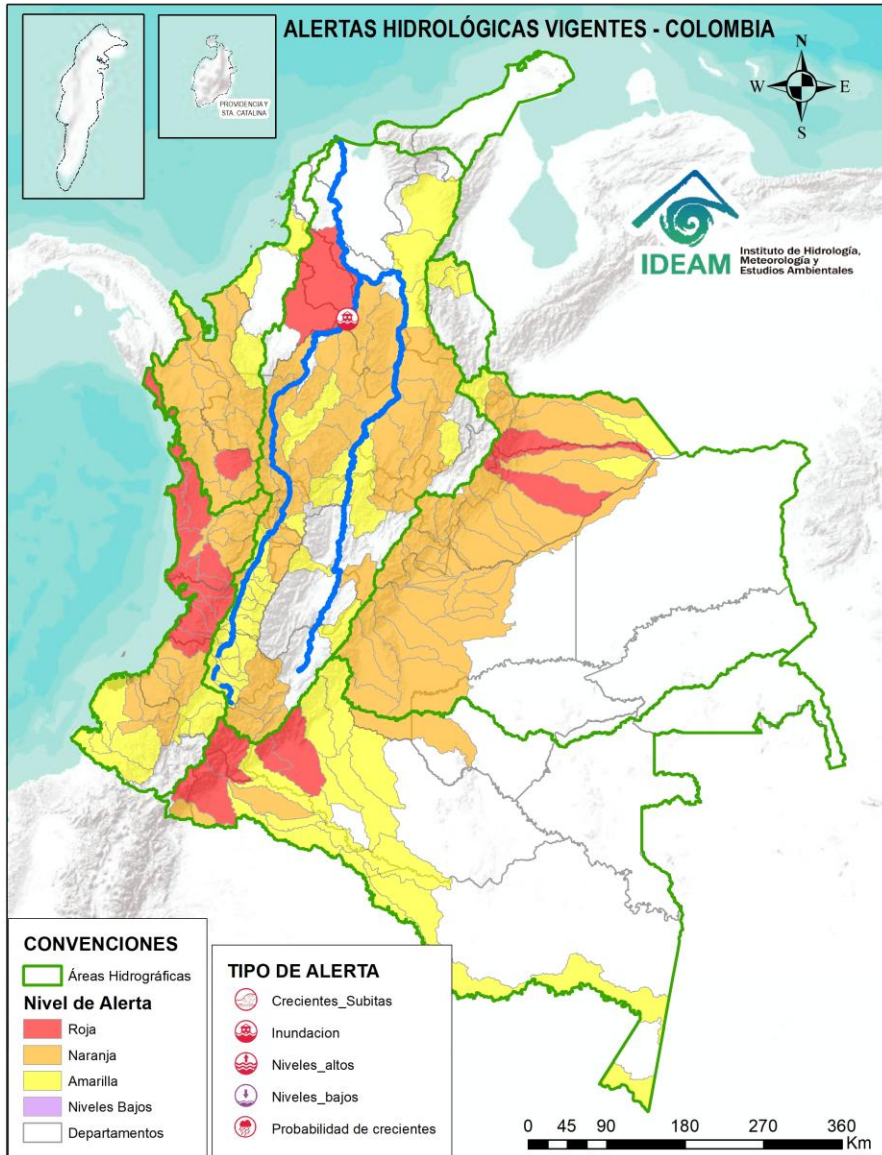 ALERTAS HIDROLÓGICAS VIGENTES - COLOMBIA
PROVIDENCIA Y
STA. CATALINA
N
W
E
S
IDEAM
Instituto de Hidrología,
Meteorología y
Estudios Ambientales
CONVENCIONES
Áreas Hidrográficas
Nivel de Alerta
Roja
Naranja
Amarilla
Niveles Bajos
Departamentos
TIPO DE ALERTA
Crecientes_Subitas
Inundacion
Niveles_altos
Niveles_bajos
Probabilidad de crecientes
0 45 90 180 270 360
Km